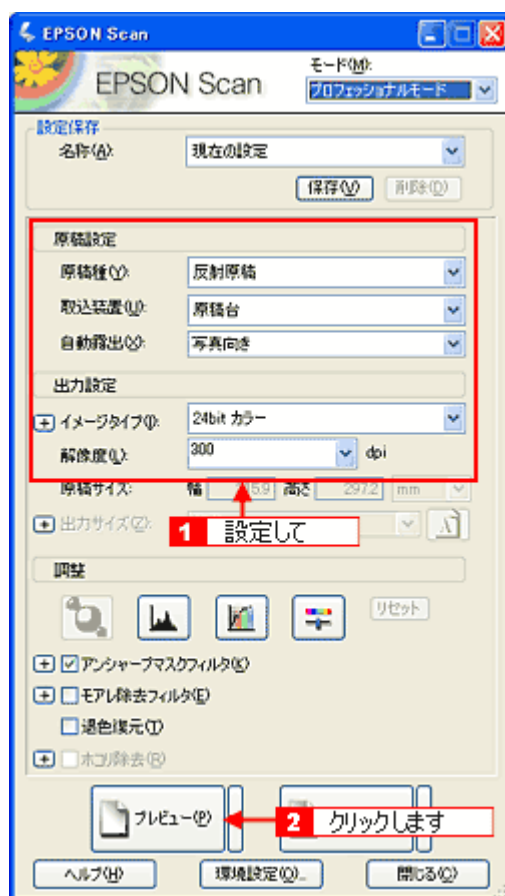 EPSON Scan
EPSON Scan
モード(M):
プロフェッショナルモード
設定保存
名称(A):
現在の設定
保存(V)
削除(D)
原稿設定
原稿種(Y):
反射原稿
取込装置(U):
原稿台
自動露出(X):
写真向き
出力設定
イメージタイプ(I):
24bit カラー
解像度(L):
300
dpi
原稿サイズ:
幅
高さ
297.2
mm
出力サイズ(Z):
1 設定して
調整
リセット
アンシャープマスクフィルタ(K)
モアレ除去フィルタ(E)
退色復元(T)
ホコリ除去(R)
プレビュー(P)
2 クリックします
ヘルプ(H)
環境設定(O)...
閉じる(C)